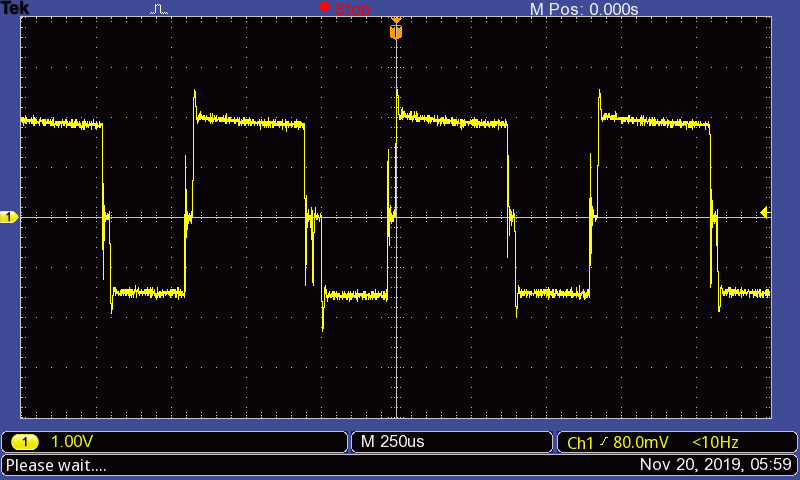 Tek Stop M Pos: 0.000s
T
1
1 1.00V M 250us Ch1 80.0mV <10Hz
Please wait.... Nov 20, 2019, 05:59